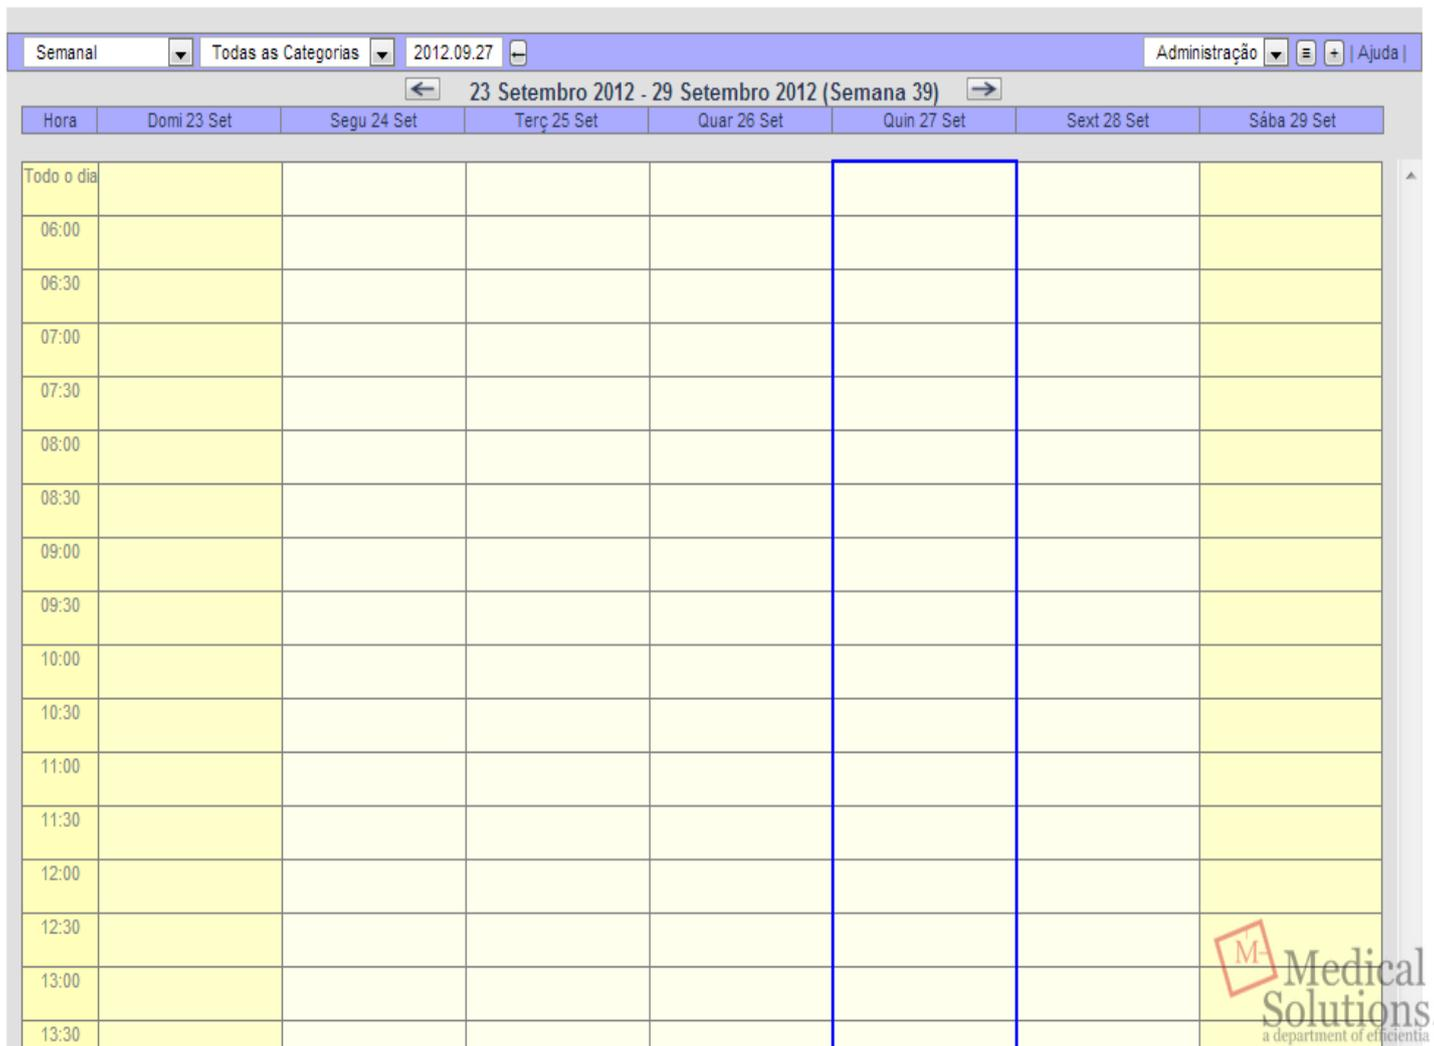 Semanal Todas as Categorias 2012.09.27 Administração | Ajuda |
23 Setembro 2012 - 29 Setembro 2012 (Semana 39)
Hora Domi 23 Set Segu 24 Set Terç 25 Set Quar 26 Set Quin 27 Set Sext 28 Set Sába 29 Set
Todo o dia
06:00
06:30
07:00
07:30
08:00
08:30
09:00
09:30
10:00
10:30
11:00
11:30
12:00
12:30
13:00
13:30
M
Medical
Solutions
a department of efficientia